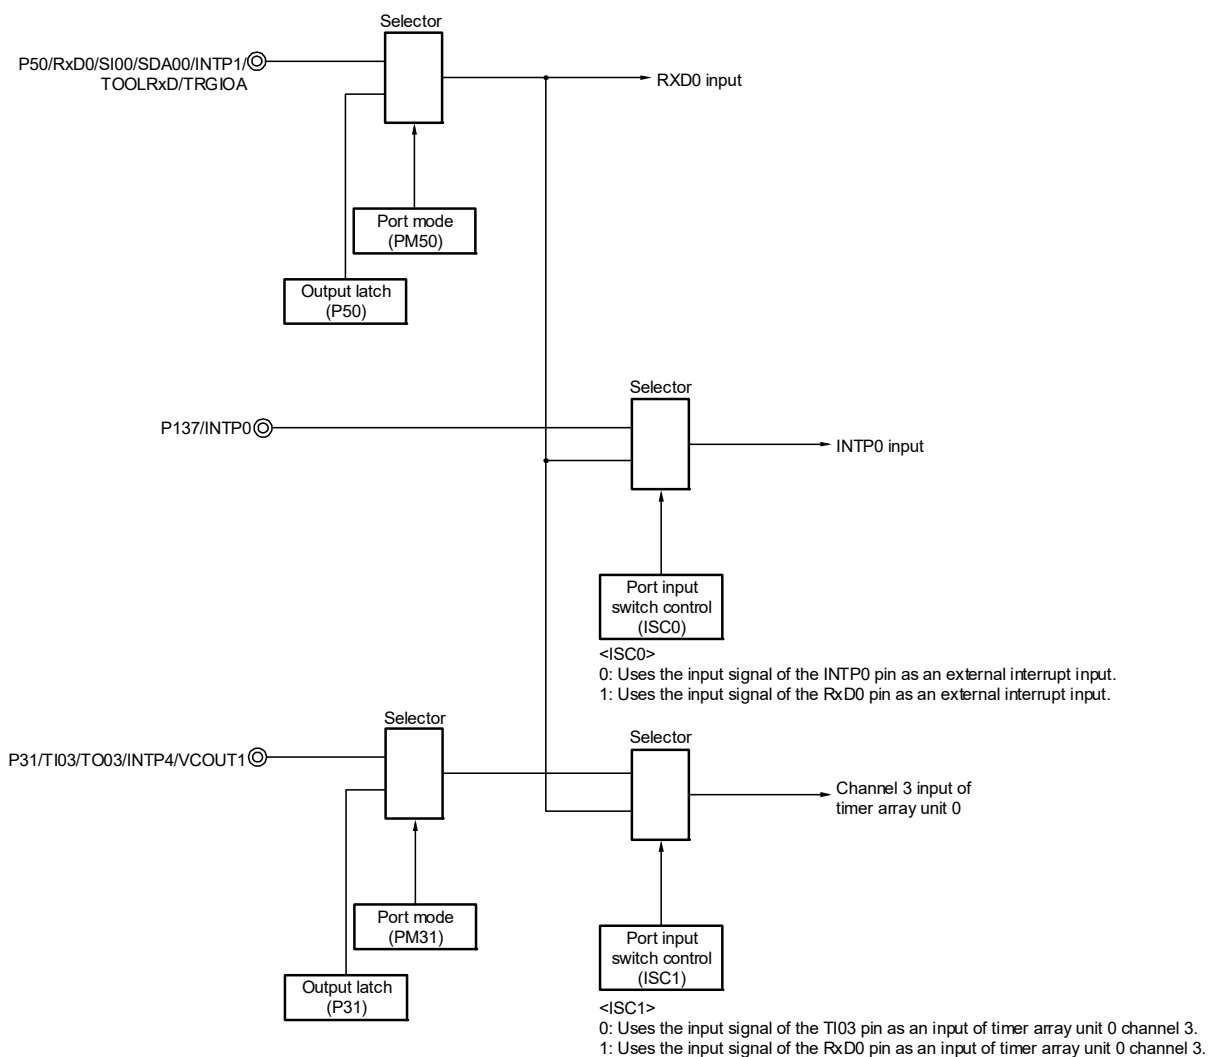 Selector
P50/RxD0/SI00/SDA00/INTP1/
TOOLRxD/TRGIOA
RXD0 input
Port mode
(PM50)
Output latch
(P50)
Selector
P137/INTP0
INTP0 input
Port input
switch control
(ISC0)
<ISC0>
0: Uses the input signal of the INTP0 pin as an external interrupt input.
1: Uses the input signal of the RxD0 pin as an external interrupt input.
Selector
P31/TI03/TO03/INTP4/VCOUT1
Selector
Channel 3 input of
timer array unit 0
Port mode
(PM31)
Output latch
(P31)
Port input
switch control
(ISC1)
<ISC1>
0: Uses the input signal of the TI03 pin as an input of timer array unit 0 channel 3.
1: Uses the input signal of the RxD0 pin as an input of timer array unit 0 channel 3.